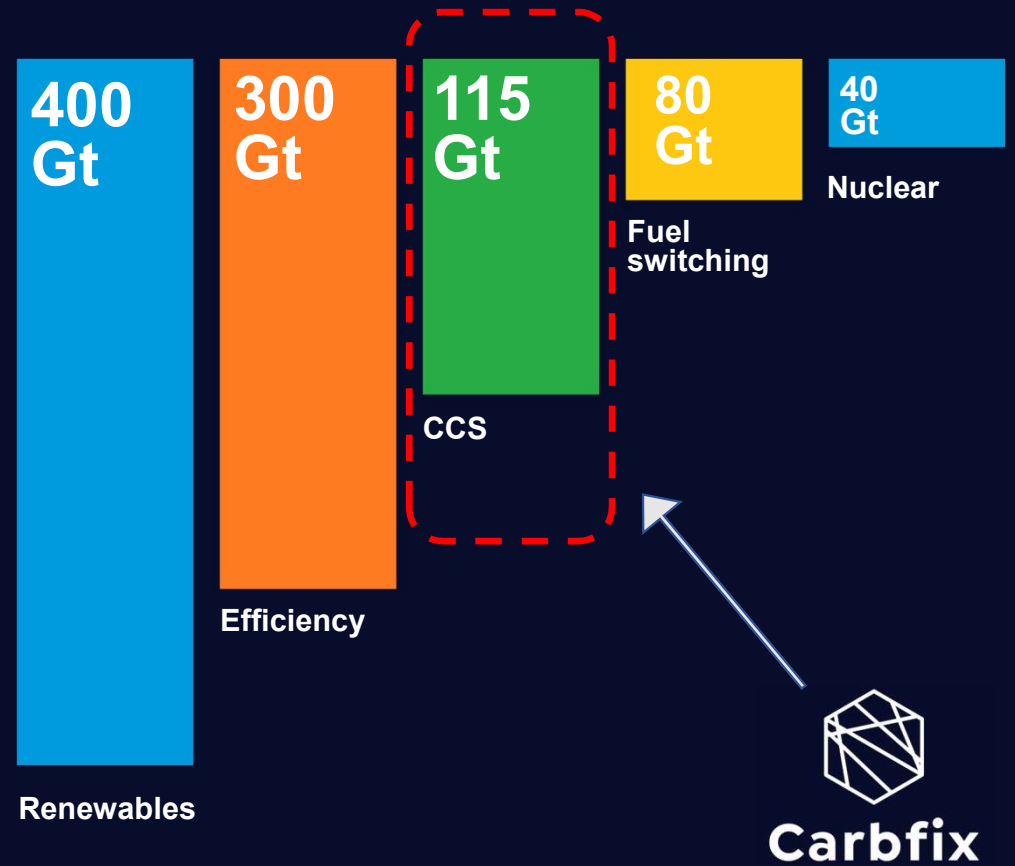 400
Gt
Renewables
300
Gt
Efficiency
115
Gt
CCS
80
Gt
Fuel
switching
40
Gt
Nuclear
Carbfix